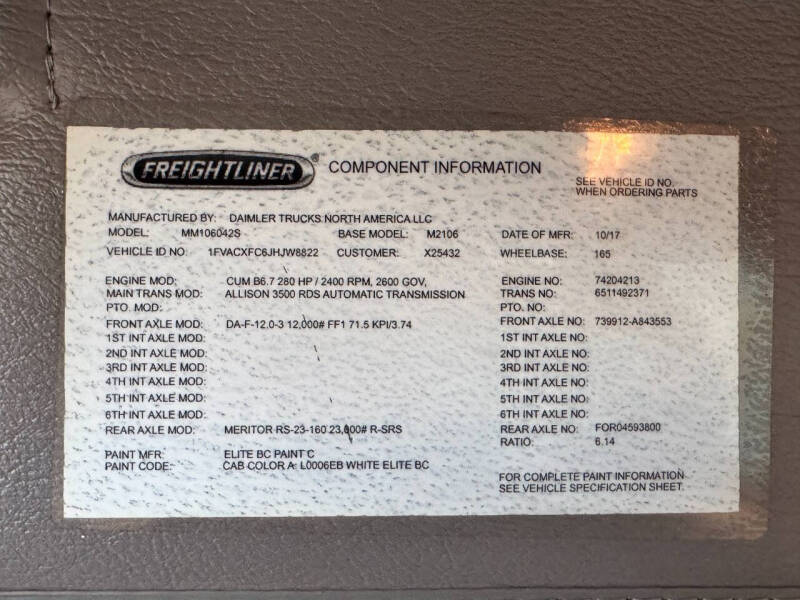 FREIGHTLINER® COMPONENT INFORMATION
SEE VEHICLE ID NO.
WHEN ORDERING PARTS
MANUFACTURED BY: DAIMLER TRUCKS NORTH AMERICA LLC
MODEL: MM106042S BASE MODEL: M2106 DATE OF MFR: 10/17
VEHICLE ID NO: 1FVACXFC6JHJW8822 CUSTOMER: X25432 WHEELBASE: 165
ENGINE MOD: CUM B6.7 280 HP / 2400 RPM, 2600 GOV, ENGINE NO: 74204213
MAIN TRANS MOD: ALLISON 3500 RDS AUTOMATIC TRANSMISSION TRANS NO: 6511492371
PTO. MOD: PTO. NO:
FRONT AXLE MOD: DA-F-12.0-3 12,000# FF1 71.5 KPI/3.74 FRONT AXLE NO: 739912-A843553
1ST INT AXLE MOD: 1ST INT AXLE NO:
2ND INT AXLE MOD: 2ND INT AXLE NO:
3RD INT AXLE MOD: 3RD INT AXLE NO:
4TH INT AXLE MOD: 4TH INT AXLE NO:
5TH INT AXLE MOD: 5TH INT AXLE NO:
6TH INT AXLE MOD: 6TH INT AXLE NO:
REAR AXLE MOD: MERITOR RS-23-160 23,000# R-SRS REAR AXLE NO: FOR04593800
RATIO: 6.14
PAINT MFR: ELITE BC PAINT C
PAINT CODE: CAB COLOR A: L0006EB WHITE ELITE BC
FOR COMPLETE PAINT INFORMATION
SEE VEHICLE SPECIFICATION SHEET.